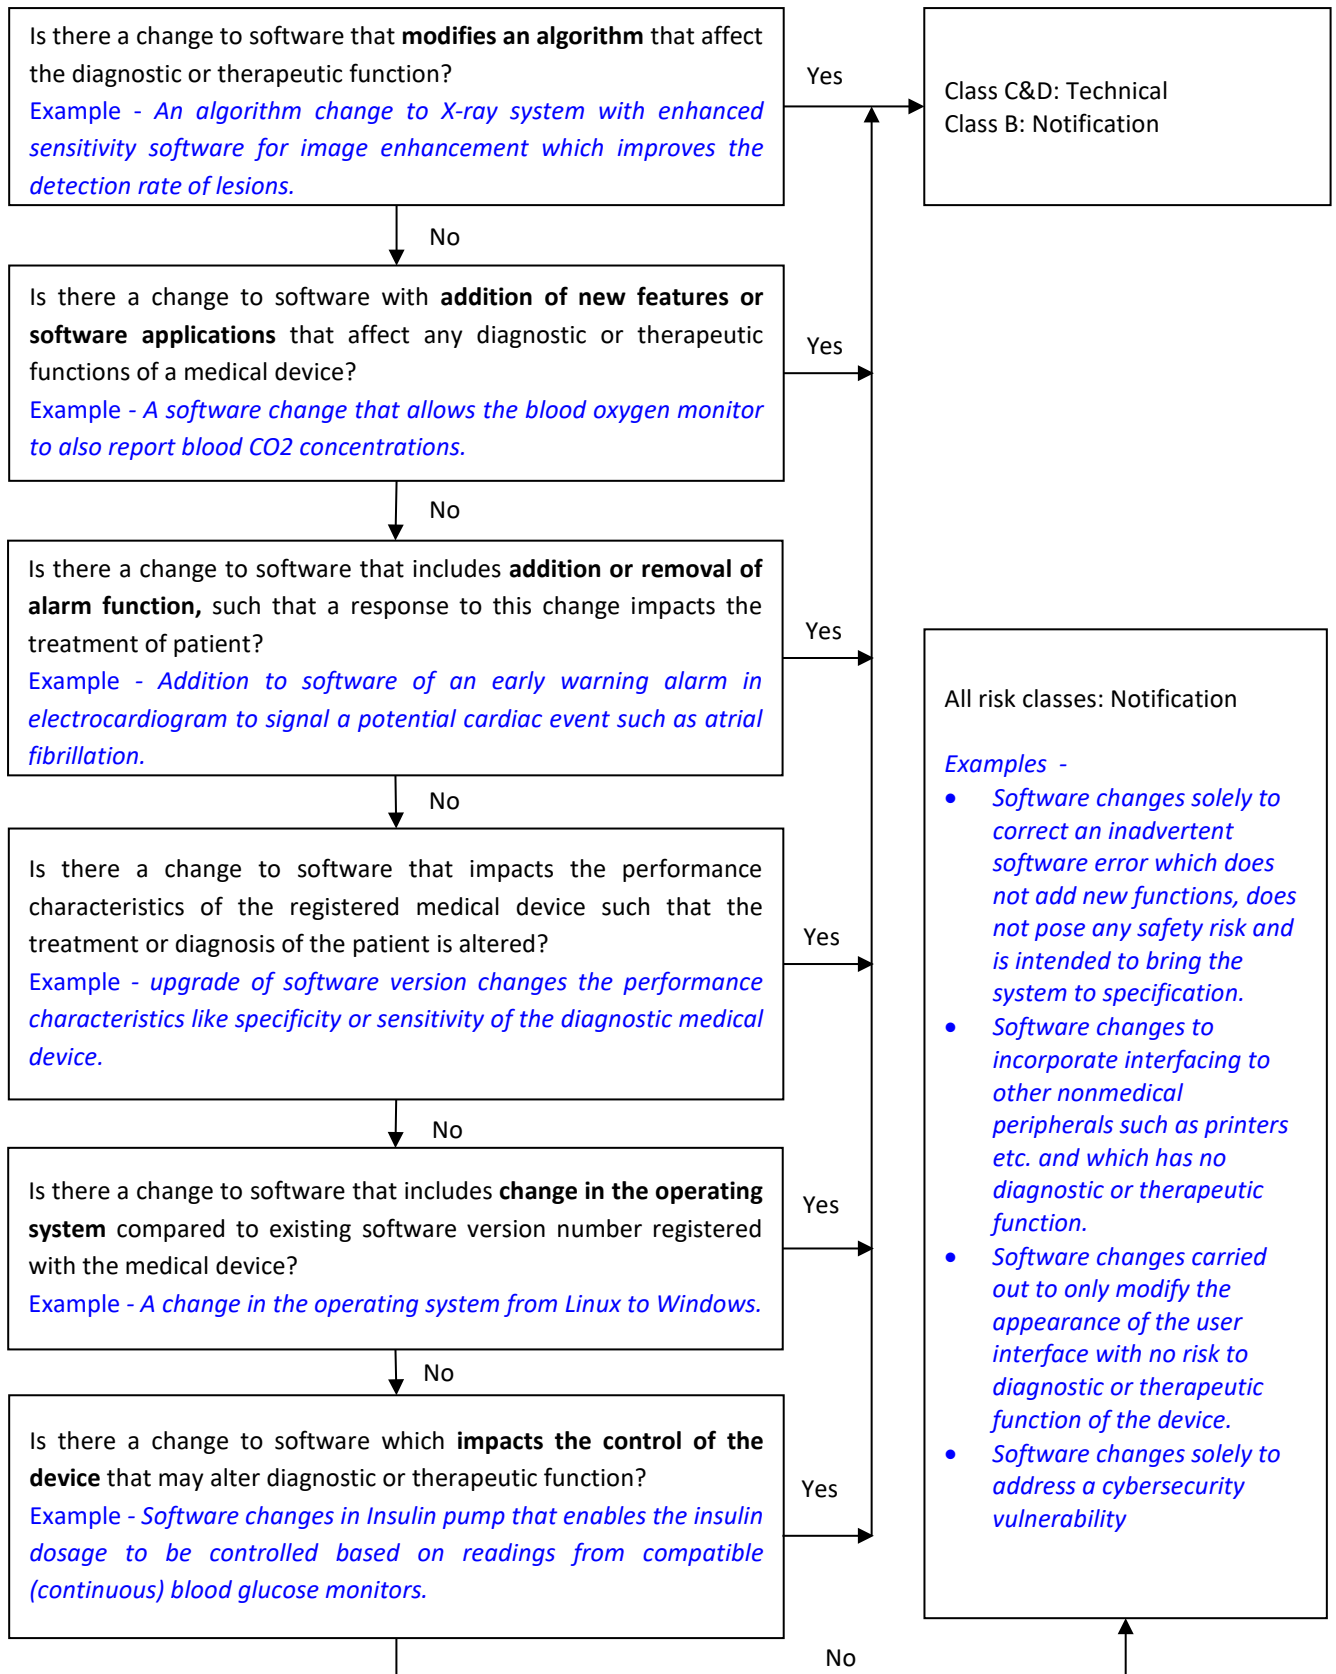 Is there a change to software that modifies an algorithm that affect
the diagnostic or therapeutic function?
Example - An algorithm change to X-ray system with enhanced
sensitivity software for image enhancement which improves the
detection rate of lesions.
Yes
Class C&D: Technical
Class B: Notification
No
Is there a change to software with addition of new features or
software applications that affect any diagnostic or therapeutic
functions of a medical device?
Example - A software change that allows the blood oxygen monitor
to also report blood CO2 concentrations.
Yes
No
Is there a change to software that includes addition or removal of
alarm function, such that a response to this change impacts the
treatment of patient?
Example - Addition to software of an early warning alarm in
electrocardiogram to signal a potential cardiac event such as atrial
fibrillation.
Yes
No
Is there a change to software that impacts the performance
characteristics of the registered medical device such that the
treatment or diagnosis of the patient is altered?
Example - upgrade of software version changes the performance
characteristics like specificity or sensitivity of the diagnostic medical
device.
Yes
No
Is there a change to software that includes change in the operating
system compared to existing software version number registered
with the medical device?
Example - A change in the operating system from Linux to Windows.
Yes
No
Is there a change to software which impacts the control of the
device that may alter diagnostic or therapeutic function?
Example - Software changes in Insulin pump that enables the insulin
dosage to be controlled based on readings from compatible
(continuous) blood glucose monitors.
Yes
No
All risk classes: Notification
Examples -
• Software changes solely to
correct an inadvertent
software error which does
not add new functions, does
not pose any safety risk and
is intended to bring the
system to specification.
• Software changes to
incorporate interfacing to
other nonmedical
peripherals such as printers
etc. and which has no
diagnostic or therapeutic
function.
• Software changes carried
out to only modify the
appearance of the user
interface with no risk to
diagnostic or therapeutic
function of the device.
• Software changes solely to
address a cybersecurity
vulnerability